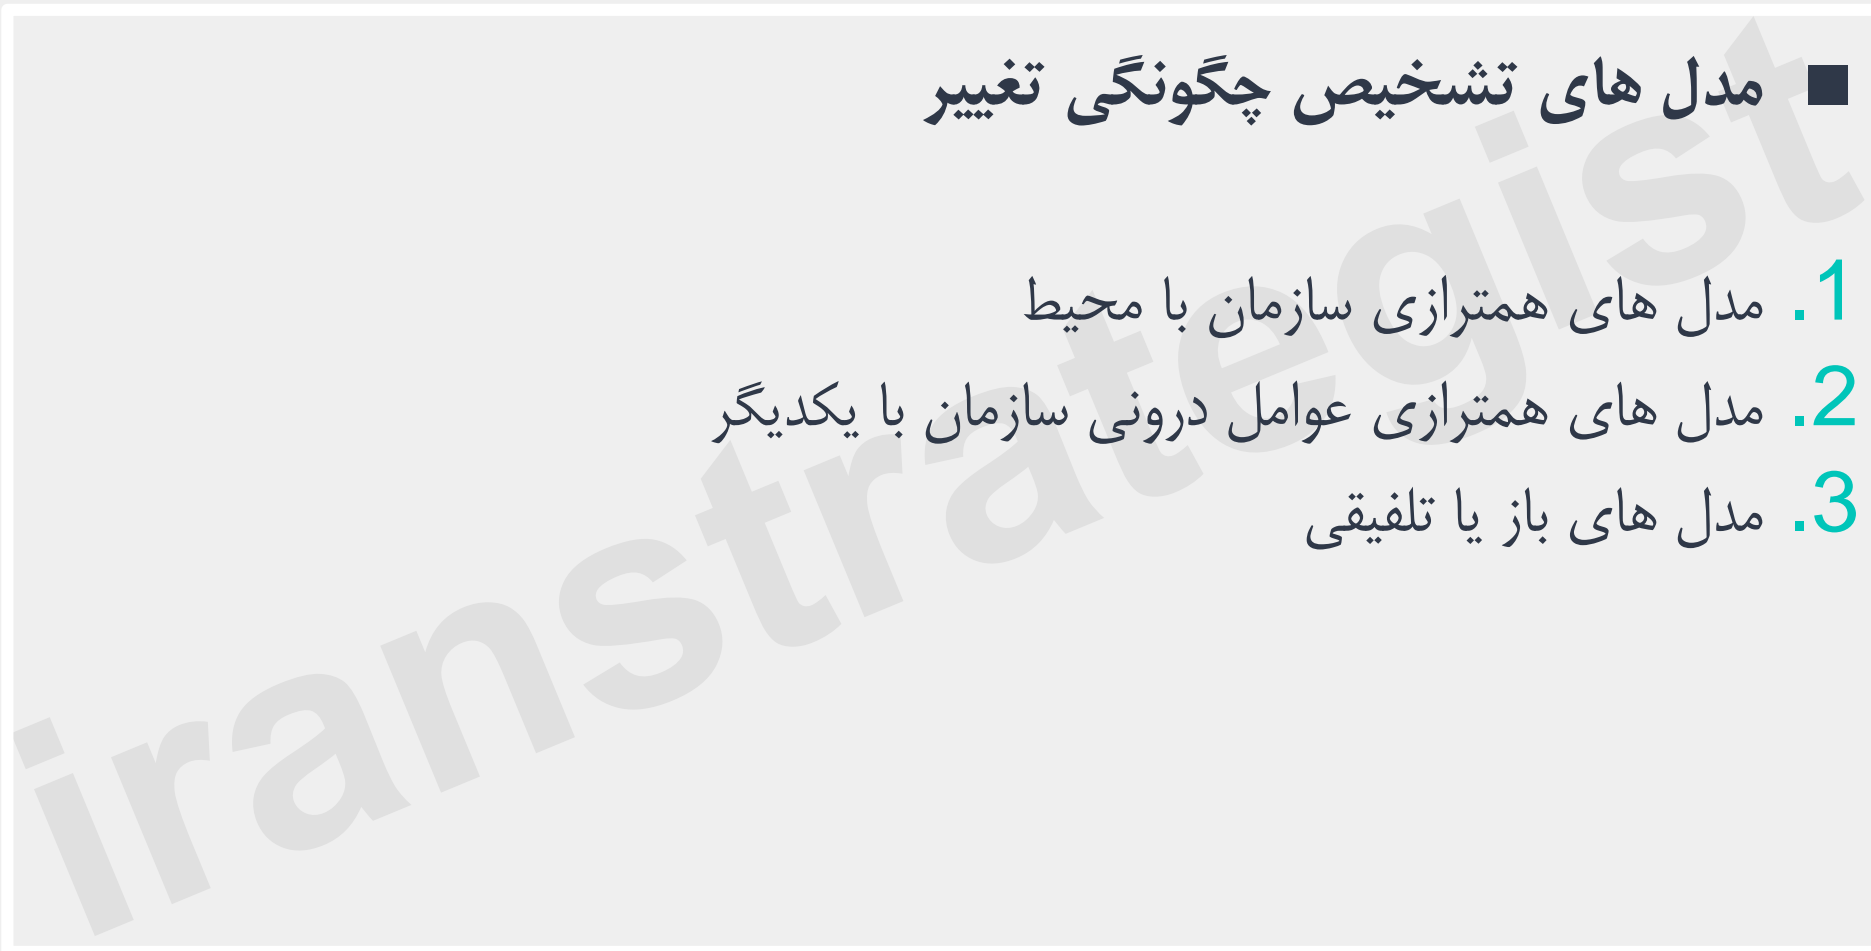 ■ مدل های تشخیص چگونگی تغییر
1. مدل های همترازی سازمان با محیط
2. مدل های همترازی عوامل درونی سازمان با یکدیگر
3. مدل های باز یا تلفیقی
iranstrategist